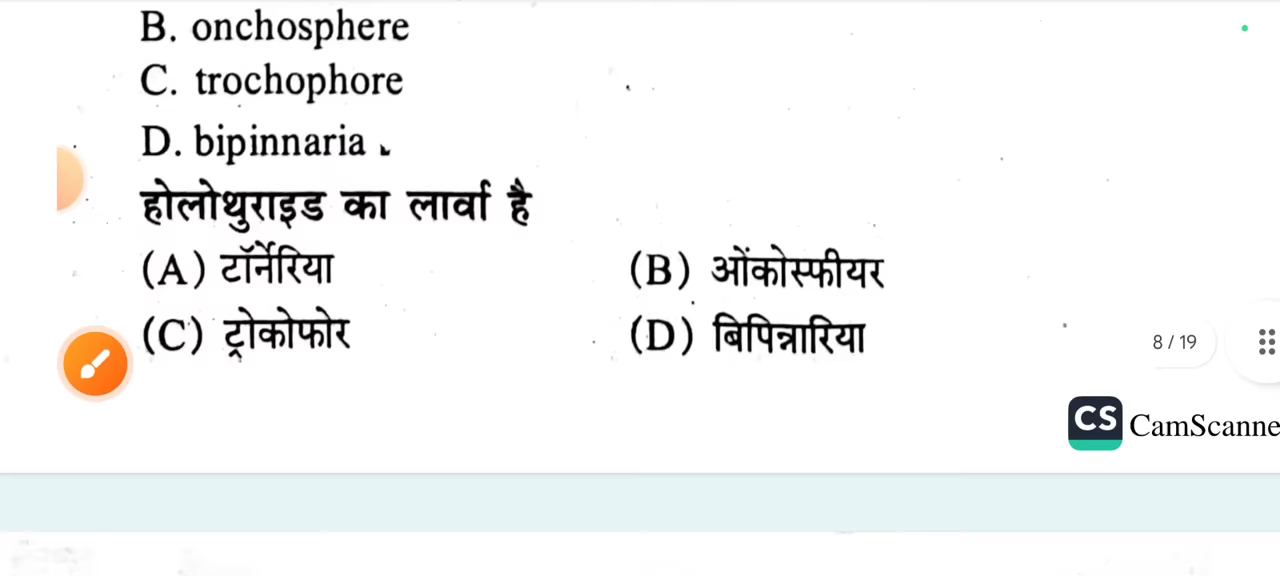 B. onchosphere
C. trochophore
D. bipinnaria
होलोथुराइड का लार्वा है
(A) टॉर्नेरिया (B) ओंकोस्फीयर
(C) ट्रोकोफोर (D) बिपिन्नारिया
8 / 19
CS CamScanne